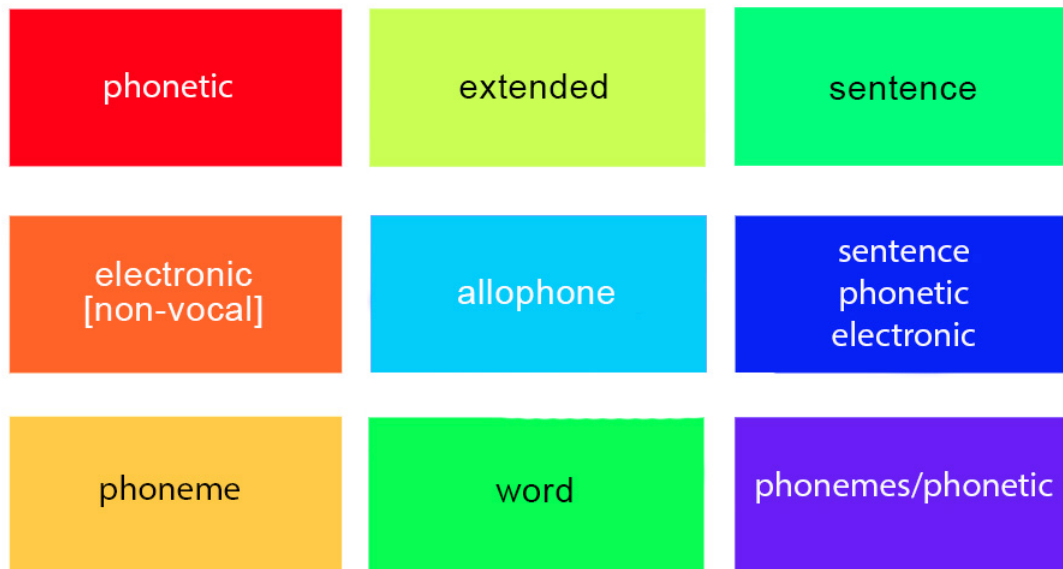 phonetic
extended
sentence
electronic
[non-vocal]
allophone
sentence
phonetic
electronic
phoneme
word
phonemes/phonetic